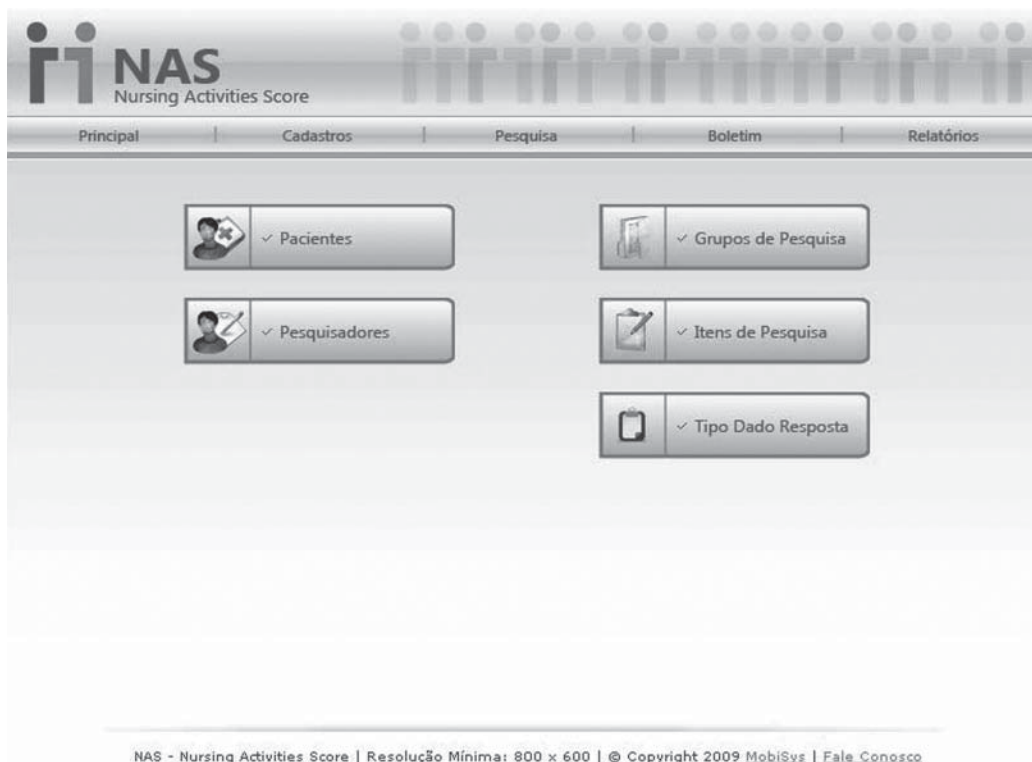 NAS
Nursing Activities Score
Principal | Cadastros | Pesquisa | Boletim | Relatórios
Pacientes
Grupos de Pesquisa
Pesquisadores
Itens de Pesquisa
Tipo Dado Resposta
NAS - Nursing Activities Score | Resolução Mínima: 800 x 600 | © Copyright 2009 MobiSys | Fale Conosco